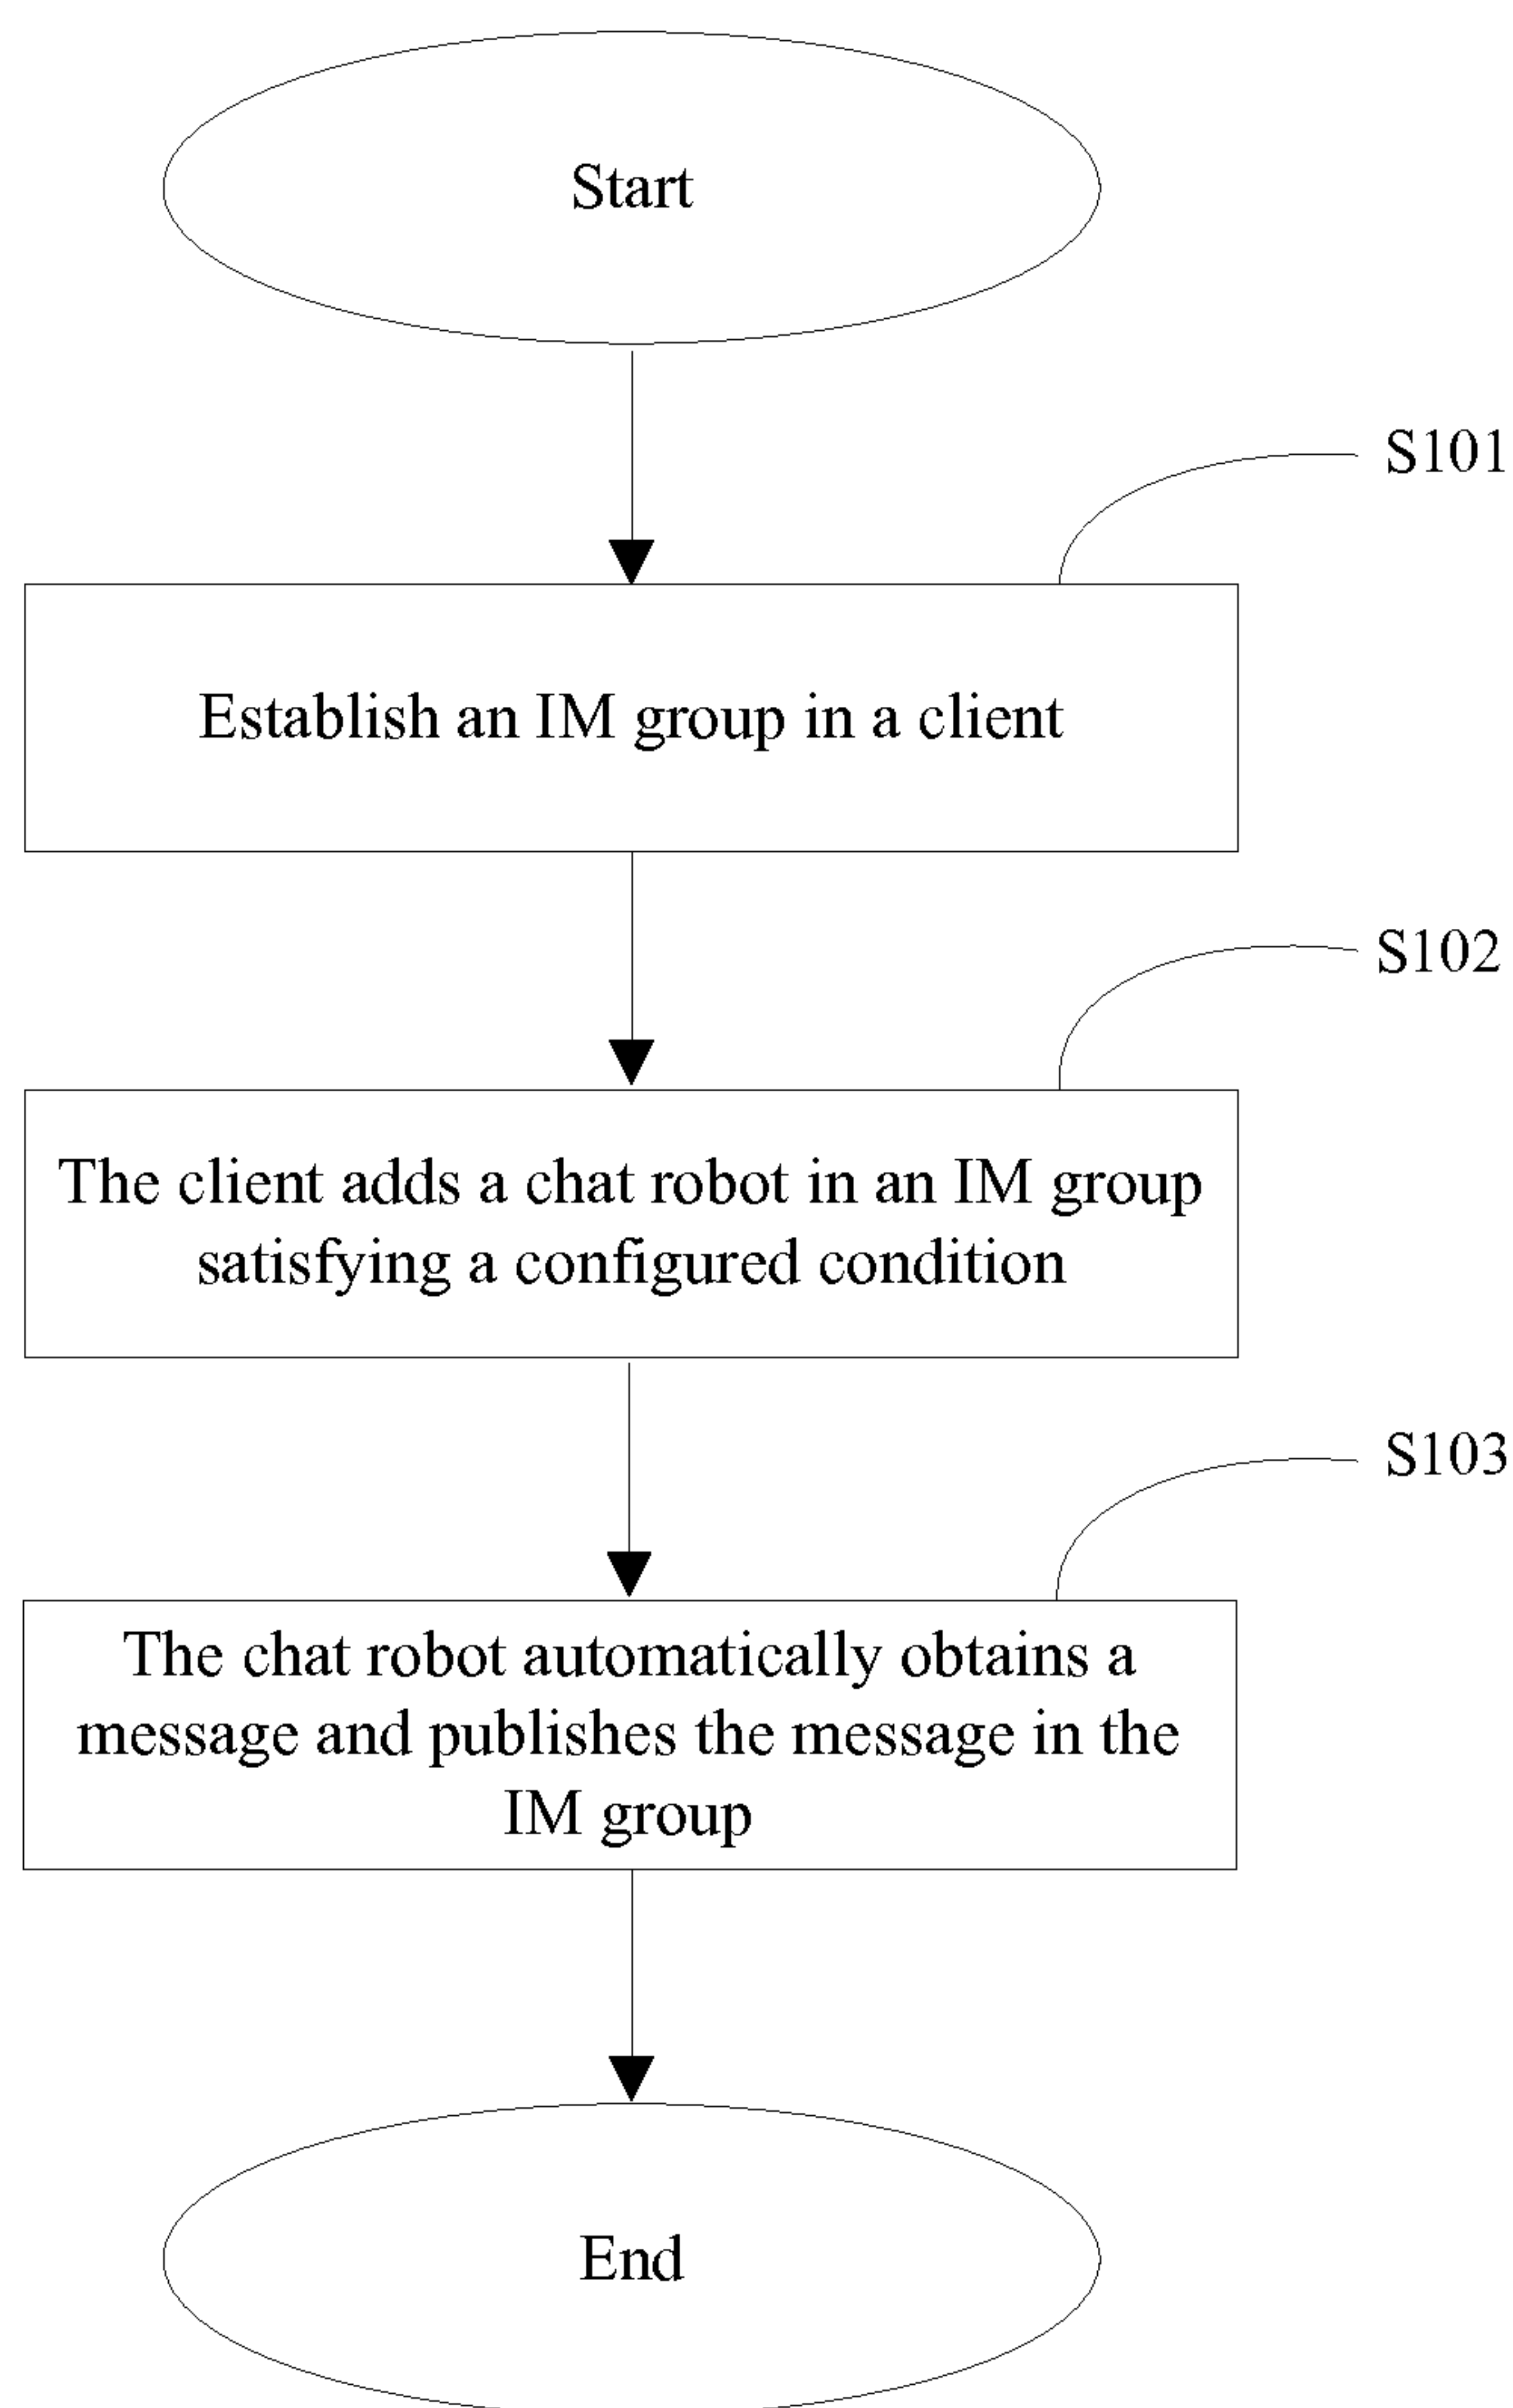 Start
S101
Establish an IM group in a client
S102
The client adds a chat robot in an IM group
satisfying a configured condition
S103
The chat robot automatically obtains a
message and publishes the message in the
IM group
End